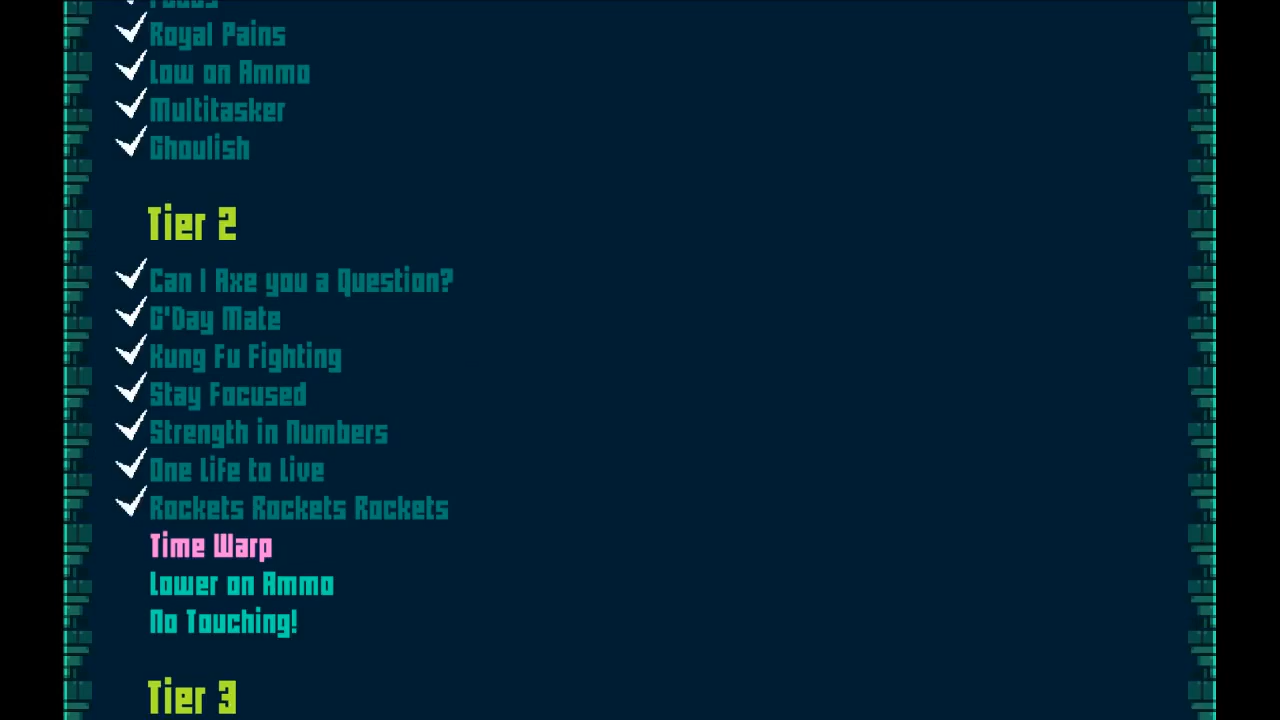 Royal Pains
Low on Ammo
Multitasker
Ghoulish
Tier 2
Can I Axe you a Question?
G'Day Mate
Kung Fu Fighting
Stay Focused
Strength in Numbers
One Life to Live
Rockets Rockets Rockets
Time Warp
Lower on Ammo
No Touching!
Tier 3